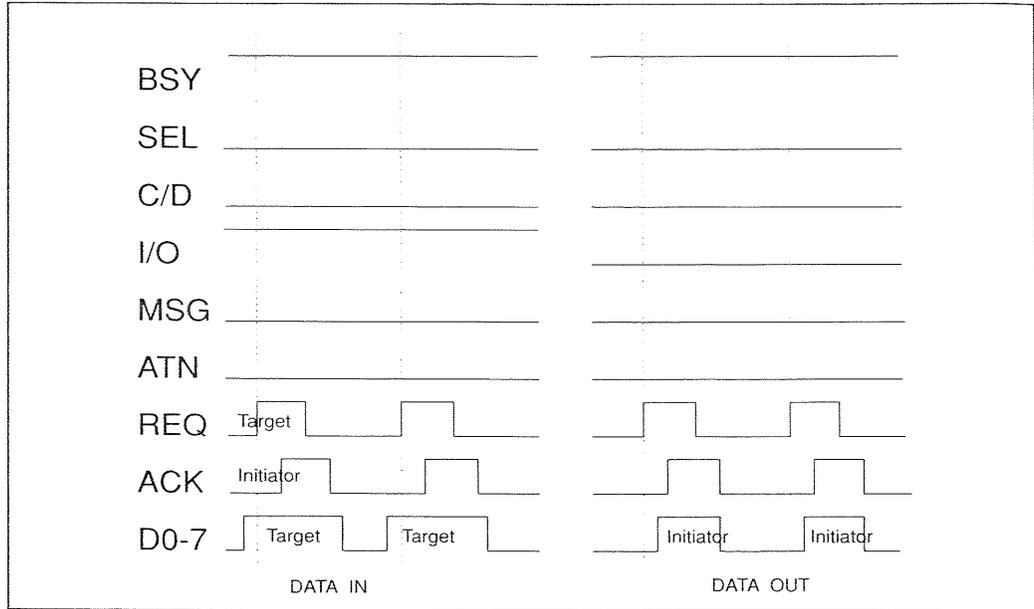 BSY
SEL
C/D
I/O
MSG
ATN
REQ Target
ACK Initiator
D0-7 Target Target Initiator Initiator
DATA IN DATA OUT